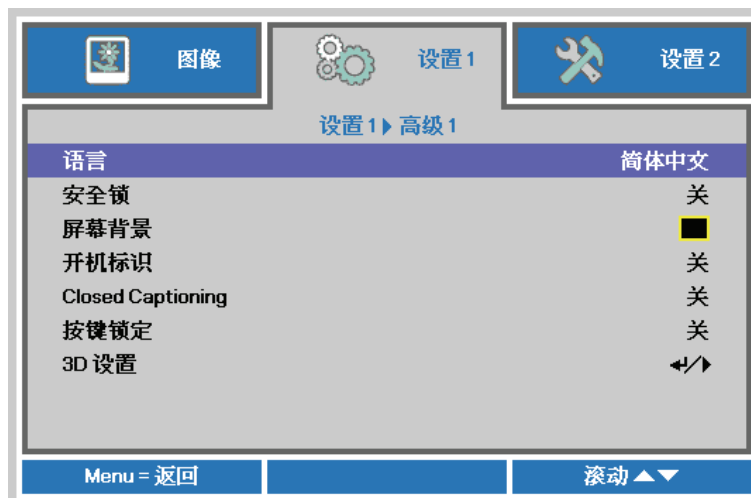 图像
设置 1
设置 2
设置 1 ▶ 高级 1
语言 简体中文
安全锁 关
屏幕背景
开机标识 关
Closed Captioning 关
按键锁定 关
3D 设置 ↵/▶
Menu = 返回
滚动 ▲▼